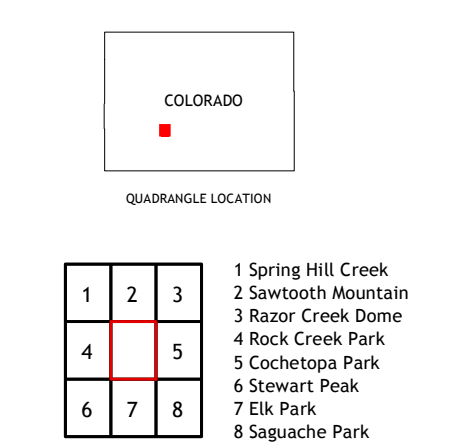 COLORADO
QUADRANGLE LOCATION
1 2 3
4 5
6 7 8
1 Spring Hill Creek
2 Sawtooth Mountain
3 Razor Creek Dome
4 Rock Creek Park
5 Cochetopa Park
6 Stewart Peak
7 Elk Park
8 Saguache Park